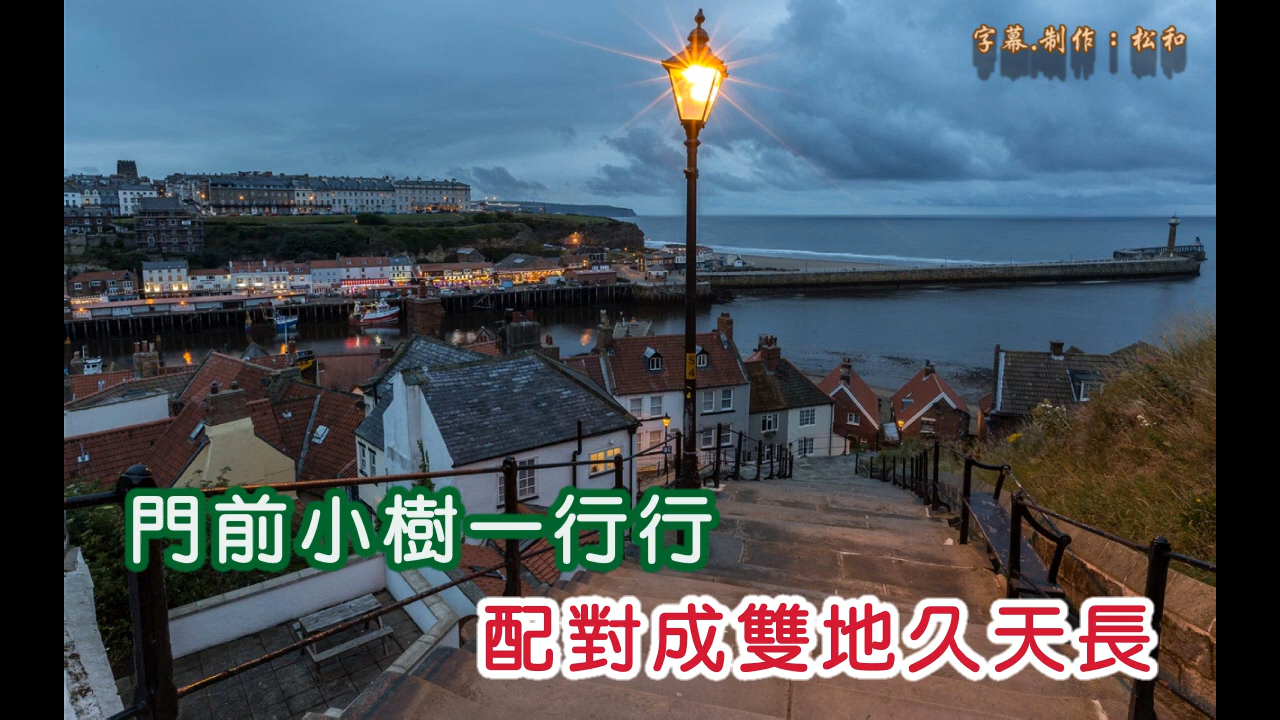 字幕.制作：松和
門前小樹一行行
配對成雙地久天長